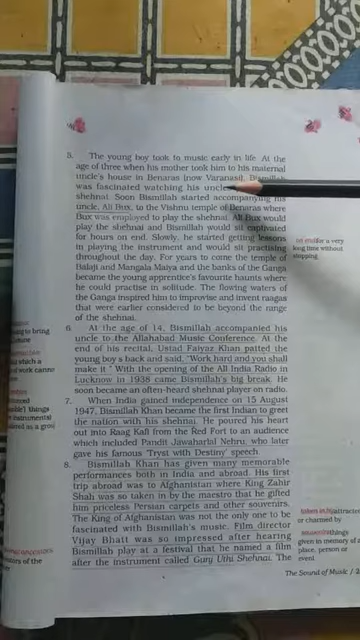 5. The young boy took to music early in life. At the
age of three when his mother took him to his maternal
uncle's house in Benaras (now Varanasi), Bismillah
was fascinated watching his uncle
shehnai. Soon Bismillah started accompanying his
uncle, Ali Bux, to the Vishnu temple of Benaras where
Bux was employed to play the shehnai. Ali Bux would
play the shehnai and Bismillah would sit captivated
for hours on end. Slowly, he started getting lessons
in playing the instrument and would sit practising
throughout the day. For years to come the temple of
Balaji and Mangala Maiya and the banks of the Ganga
became the young apprentice's favourite haunts where
he could practise in solitude. The flowing waters of
the Ganga inspired him to improvise and invent raagas
that were earlier considered to be beyond the range
of the shehnai.
6. At the age of 14, Bismillah accompanied his
uncle to the Allahabad Music Conference. At the
end of his recital, Ustad Faiyaz Khan patted the
young boy's back and said, "Work hard and you shall
make it." With the opening of the All India Radio in
Lucknow in 1938 came Bismillah's big break. He
soon became an often-heard shehnai player on radio.
7. When India gained independence on 15 August
1947, Bismillah Khan became the first Indian to greet
the nation with his shehnai. He poured his heart
out into Raag Kafi from the Red Fort to an audience
which included Pandit Jawaharlal Nehru, who later
gave his famous 'Tryst with Destiny' speech.
8. Bismillah Khan has given many memorable
performances both in India and abroad. His first
trip abroad was to Afghanistan where King Zahir
Shah was so taken in by the maestro that he gifted
him priceless Persian carpets and other souvenirs.
The King of Afghanistan was not the only one to be
fascinated with Bismillah's music. Film director
Vijay Bhatt was so impressed after hearing
Bismillah play at a festival that he named a film
after the instrument called Gunj Uthi Shehnai. The
on end: for a very
long time without
stopping
taken in by: attracted
or charmed by
souvenirs: things
given in memory of a
place, person or
event
The Sound of Music / 2